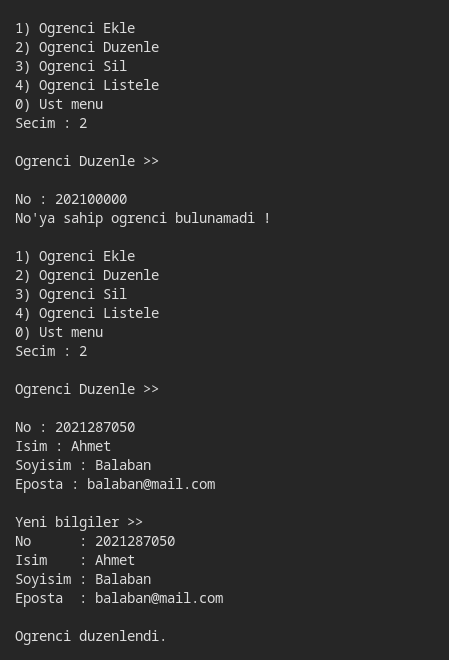 1) Ogrenci Ekle
2) Ogrenci Duzenle
3) Ogrenci Sil
4) Ogrenci Listele
0) Ust menu
Secim : 2
Ogrenci Duzenle >>
No : 202100000
No'ya sahip ogrenci bulunamadi !
1) Ogrenci Ekle
2) Ogrenci Duzenle
3) Ogrenci Sil
4) Ogrenci Listele
0) Ust menu
Secim : 2
Ogrenci Duzenle >>
No : 2021287050
Isim : Ahmet
Soyisim : Balaban
Eposta : balaban@mail.com
Yeni bilgiler >>
No      : 2021287050
Isim    : Ahmet
Soyisim : Balaban
Eposta  : balaban@mail.com
Ogrenci duzenlendi.